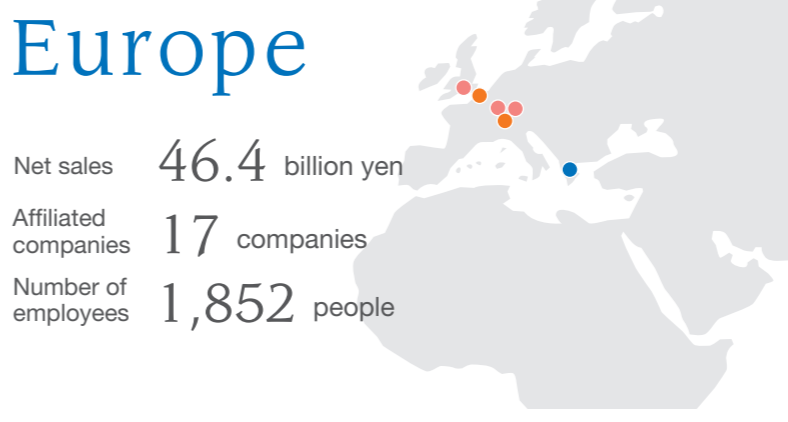 Europe
Net sales 46.4 billion yen
Affiliated
companies 17 companies
Number of
employees 1,852 people